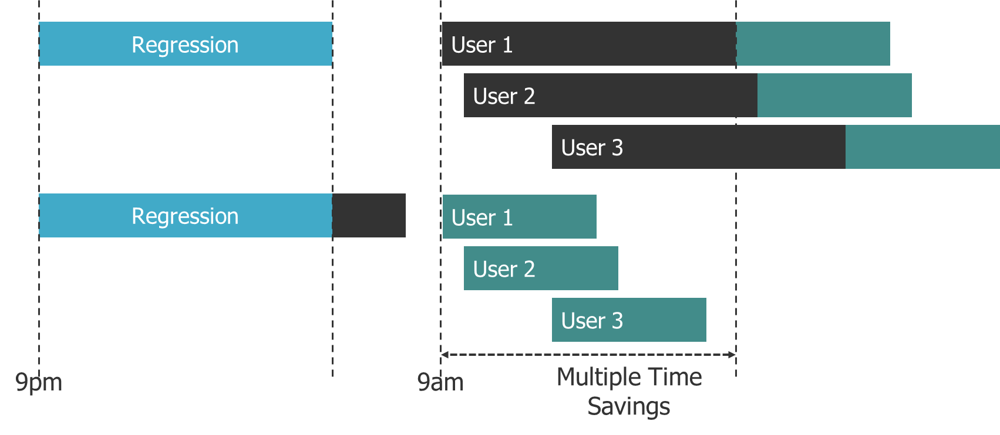 Regression
User 1
User 2
User 3
Regression
User 1
User 2
User 3
9pm
9am
Multiple Time
Savings